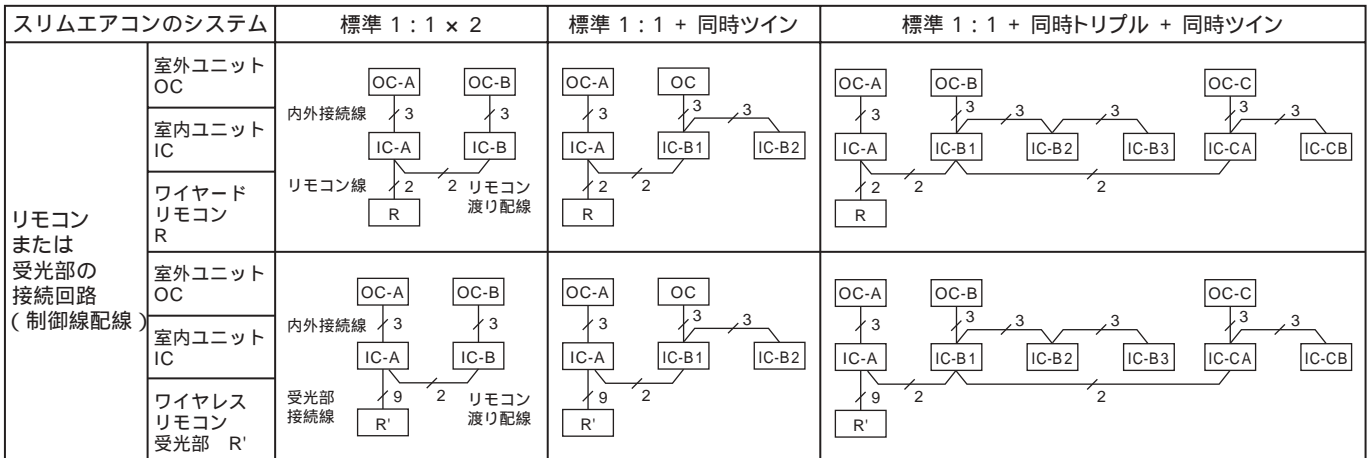 スリムエアコンのシステム
標準 1 : 1 × 2
標準 1 : 1 + 同時ツイン
標準 1 : 1 + 同時トリプル + 同時ツイン
リモコン
または
受光部の
接続回路
( 制御線配線 )
室外ユニット
OC
室内ユニット
IC
ワイヤード
リモコン
R
OC-A
OC-B
内外接続線
3
3
IC-A
IC-B
リモコン線
2
2
リモコン
渡り配線
R
OC-A
OC
3
3
3
IC-A
IC-B1
IC-B2
2
2
R
OC-A
OC-B
OC-C
3
3
3
3
3
3
IC-A
IC-B1
IC-B2
IC-B3
IC-CA
IC-CB
2
2
2
R
室外ユニット
OC
室内ユニット
IC
ワイヤレス
リモコン
受光部 R'
OC-A
OC-B
内外接続線
3
3
IC-A
IC-B
受光部
接続線
9
2
リモコン
渡り配線
R'
OC-A
OC
3
3
3
IC-A
IC-B1
IC-B2
9
2
R'
OC-A
OC-B
OC-C
3
3
3
3
3
3
IC-A
IC-B1
IC-B2
IC-B3
IC-CA
IC-CB
9
2
2
R'